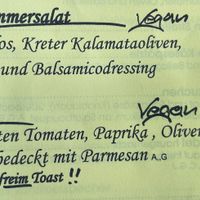 mmersalat Vegan
os, Kreter Kalamataoliven,
und Balsamicodressing
Vegan
ten Tomaten, Paprika , Oliven
bedeckt mit Parmesan A,G
freim Toast !!